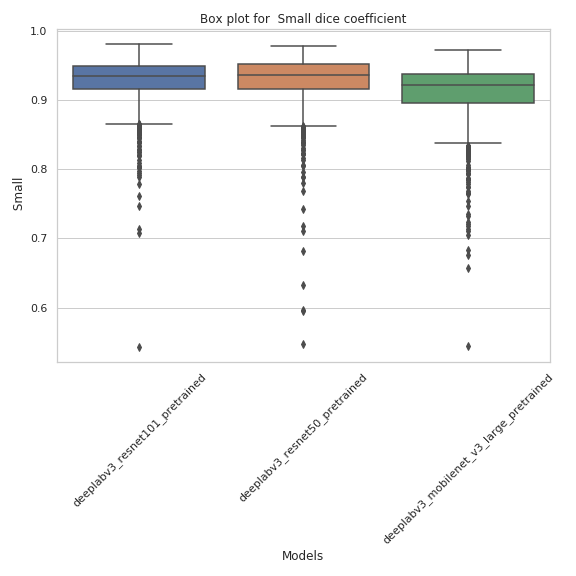 Box plot for  Small dice coefficient
1.0
0.9
0.8
0.7
0.6
Small
deeplabv3_resnet101_pretrained
deeplabv3_resnet50_pretrained
deeplabv3_mobilenet_v3_large_pretrained
Models